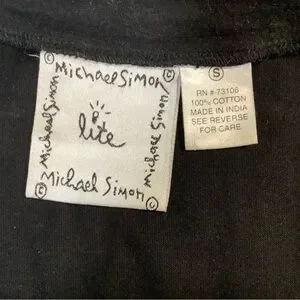 © Michael Simon ©
Michael Simon
lite
Michael Simon
© Michael Simon ©
S
RN # 73106
100% COTTON
MADE IN INDIA
SEE REVERSE
FOR CARE